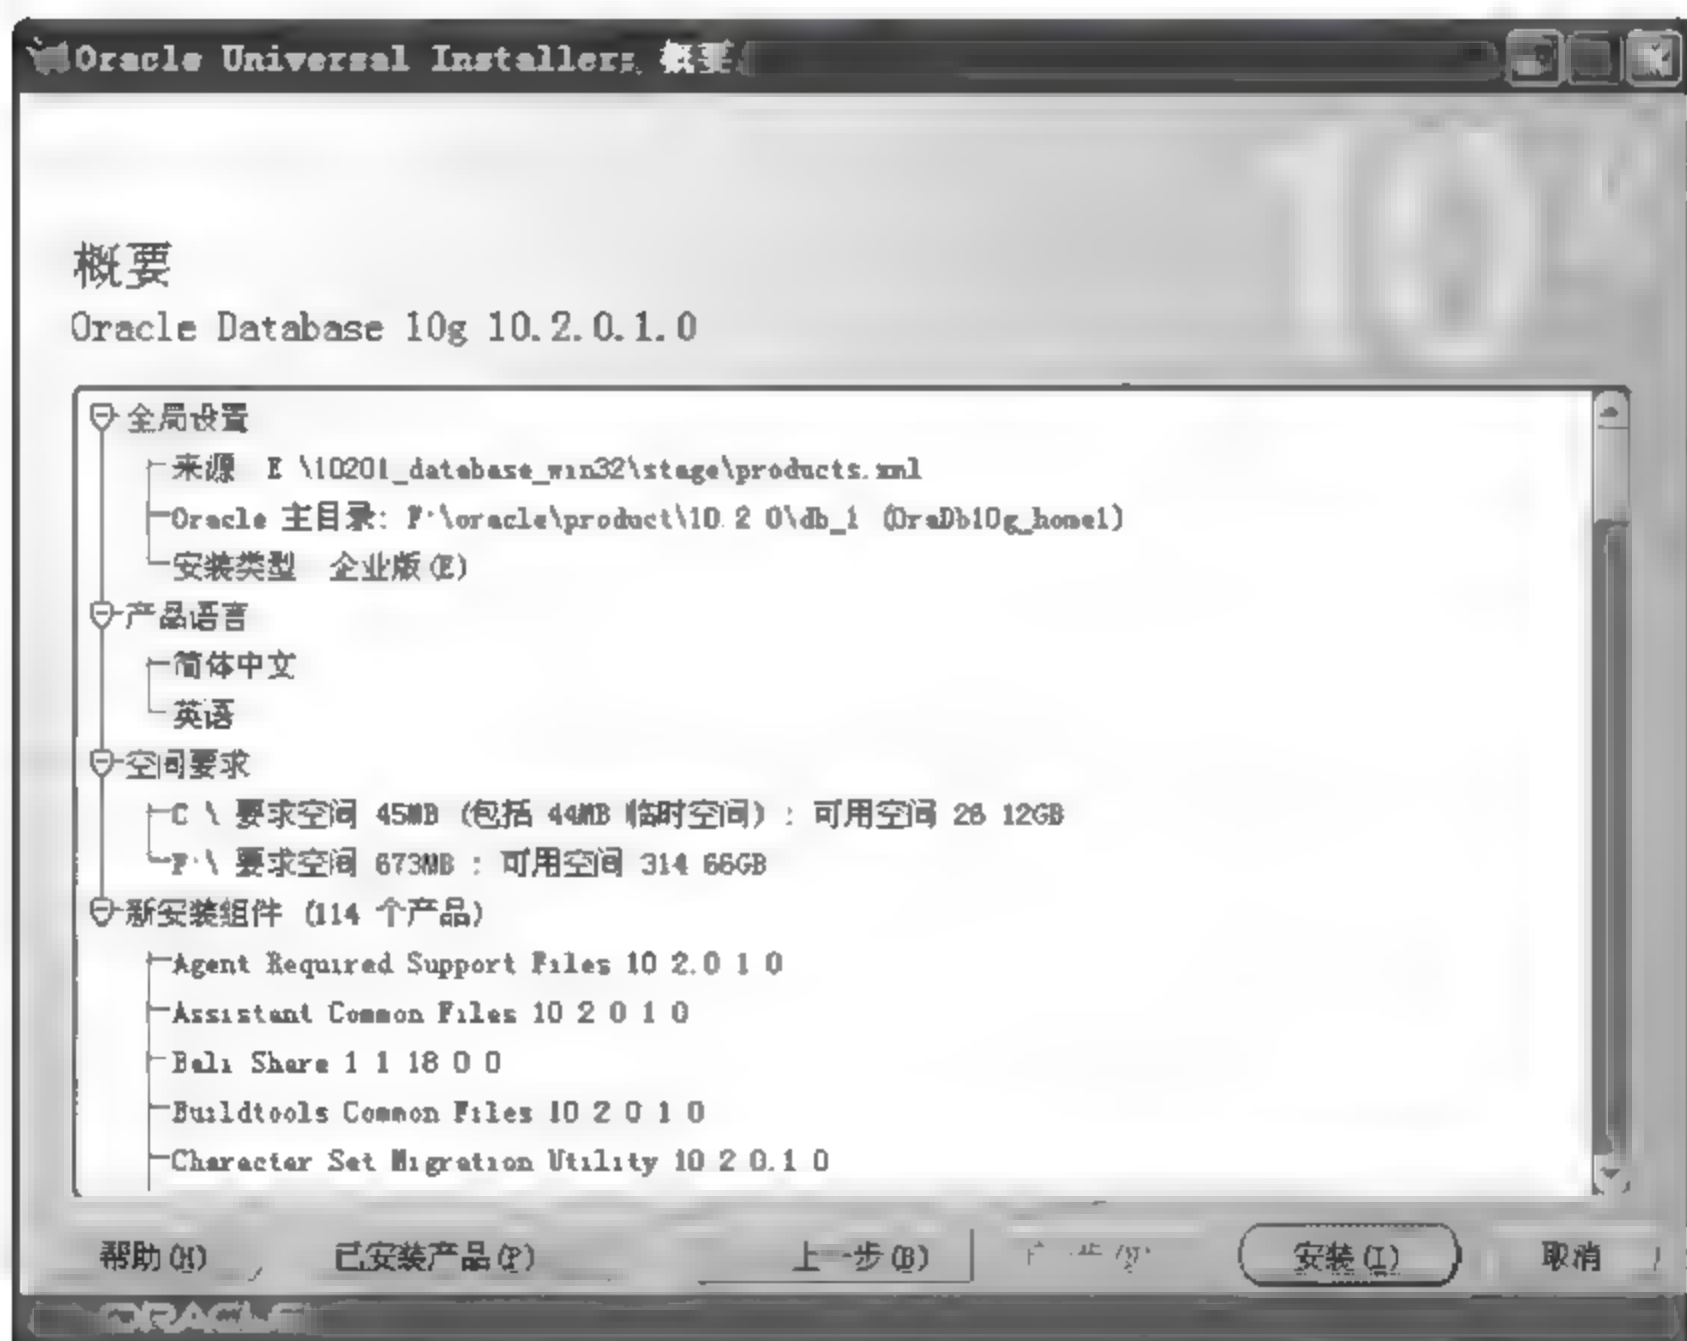 Oracle Universal Installer: 概要
10g
概要
Oracle Database 10g 10.2.0.1.0
全局设置
来源 E \10201_database_win32\stage\products.xml
Oracle 主目录: F:\oracle\product\10 2 0\db_1 (OraDb10g_home1)
安装类型 企业版(E)
产品语言
简体中文
英语
空间要求
C \ 要求空间 45MB (包括 44MB 临时空间) : 可用空间 26 12GB
F:\ 要求空间 673MB : 可用空间 314 66GB
新安装组件 (114 个产品)
Agent Required Support Files 10 2.0 1 0
Assistant Common Files 10 2 0 1 0
Bali Share 1 1 18 0 0
Buildtools Common Files 10 2 0 1 0
Character Set Migration Utility 10 2 0.1 0
帮助(H) 已安装产品(P) 上一步(B) 安装(I) 取消
ORACLE